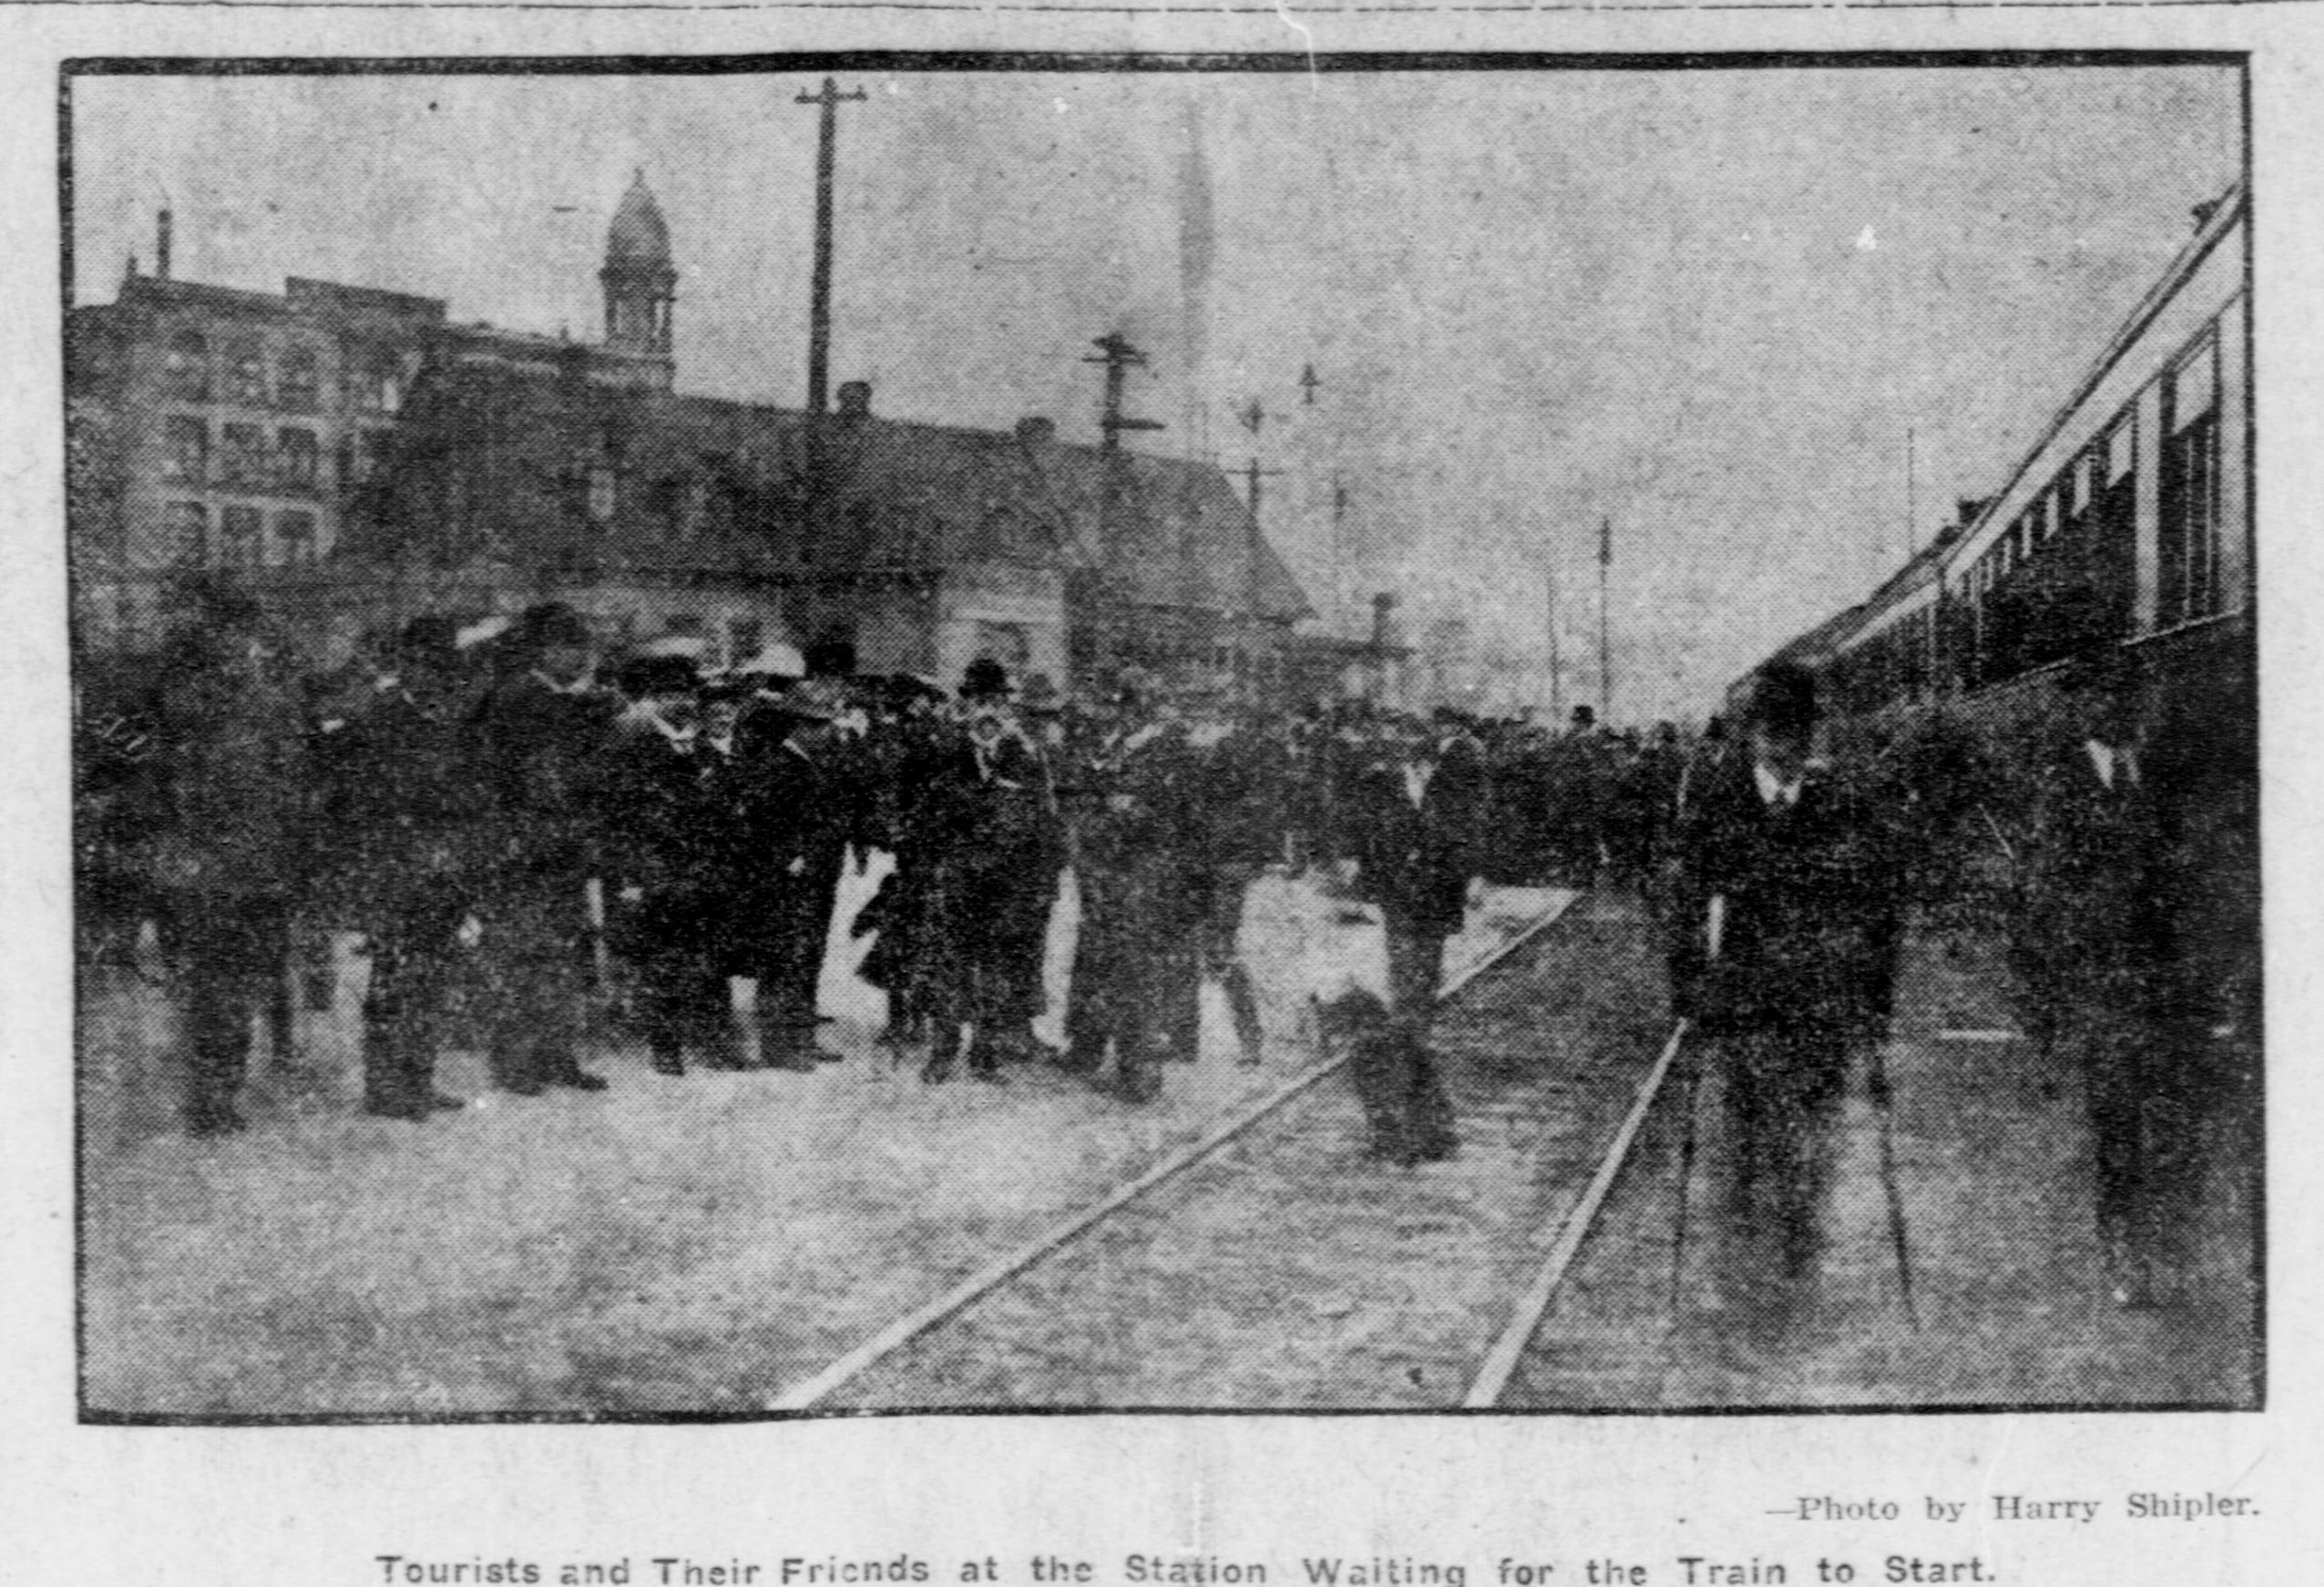 —Photo by Harry Shipler.
Tourists and Their Friends at the Station Waiting for the Train to Start.